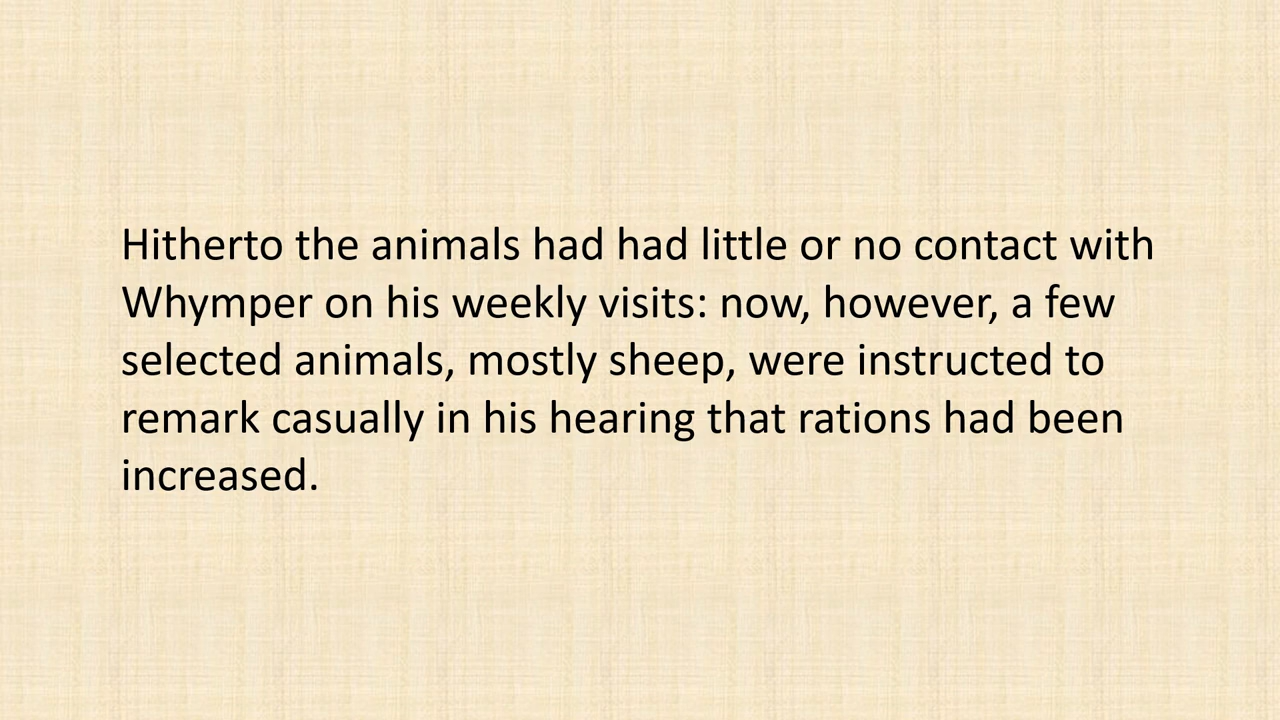 Hitherto the animals had had little or no contact with
Whymper on his weekly visits: now, however, a few
selected animals, mostly sheep, were instructed to
remark casually in his hearing that rations had been
increased.